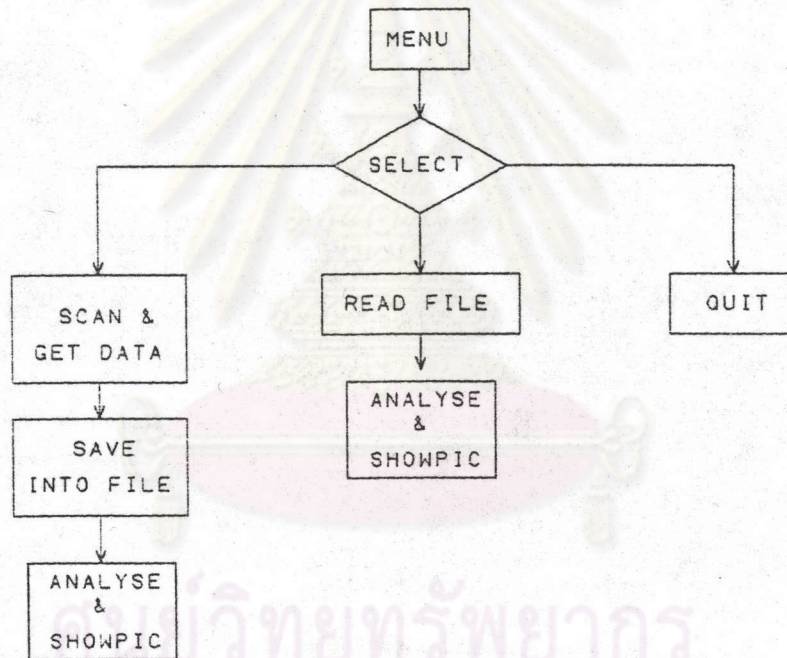 MENU
SELECT
SCAN &
GET DATA
READ FILE
QUIT
SAVE
INTO FILE
ANALYSE
&
SHOWPIC
ANALYSE
&
SHOWPIC
ศูนย์วิทยทรัพยากร